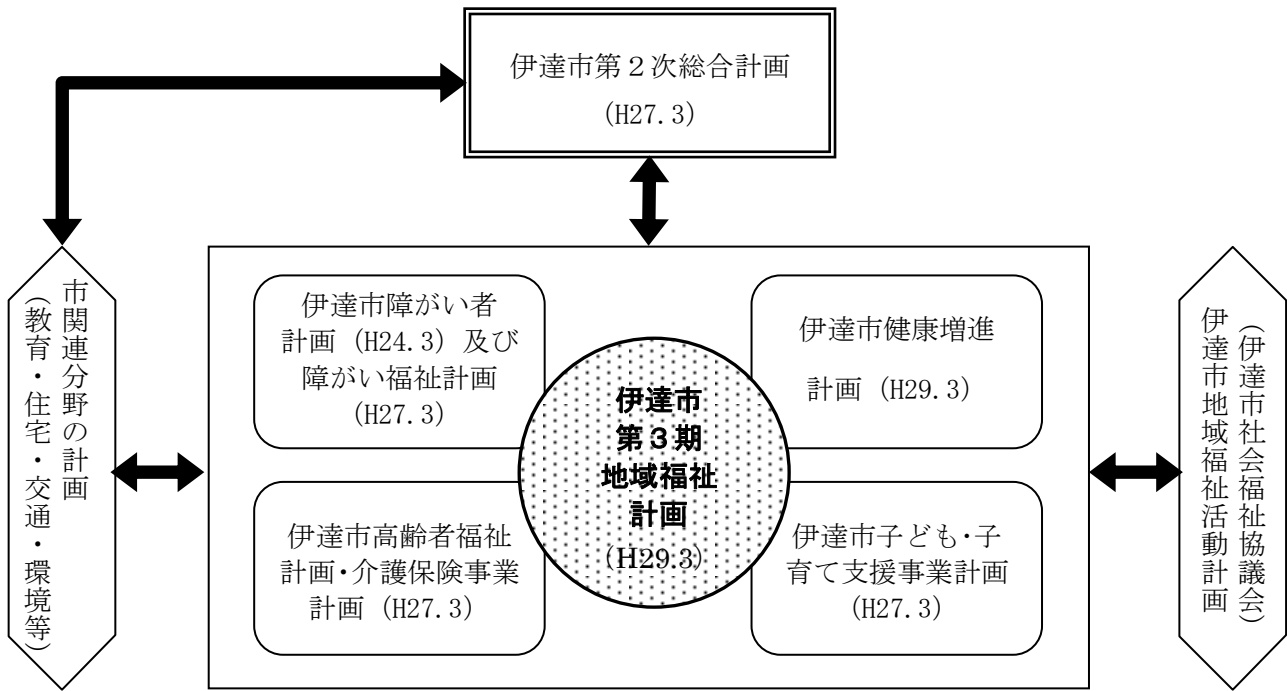 伊達市第２次総合計画
(H27.3)
市関連分野の計画
(教育・住宅・交通・環境等)
伊達市障がい者
計画 (H24.3) 及び
障がい福祉計画
(H27.3)
伊達市健康増進
計画 (H29.3)
伊達市
第３期
地域福祉
計画
(H29.3)
伊達市高齢者福祉
計画・介護保険事業
計画 (H27.3)
伊達市子ども・子
育て支援事業計画
(H27.3)
(伊達市社会福祉協議会)
伊達市地域福祉活動計画